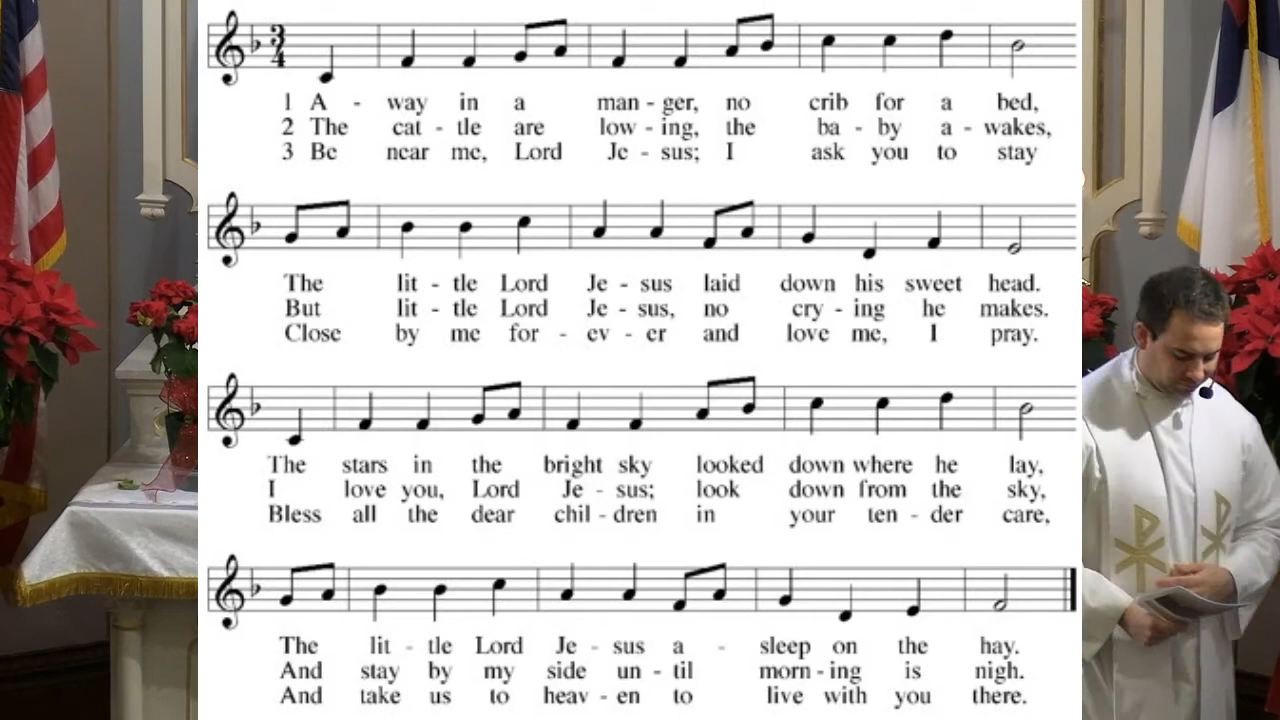 3
4
1 A - way in a man - ger, no crib for a bed,
2 The cat - tle are low - ing, the ba - by a - wakes,
3 Be near me, Lord Je - sus; I ask you to stay
The lit - tle Lord Je - sus laid down his sweet head.
But lit - tle Lord Je - sus, no cry - ing he makes.
Close by me for - ev - er and love me, I pray.
The stars in the bright sky looked down where he lay,
I love you, Lord Je - sus; look down from the sky,
Bless all the dear chil - dren in your ten - der care,
The lit - tle Lord Je - sus a - sleep on the hay.
And stay by my side un - til morn - ing is nigh.
And take us to heav - en to live with you there.